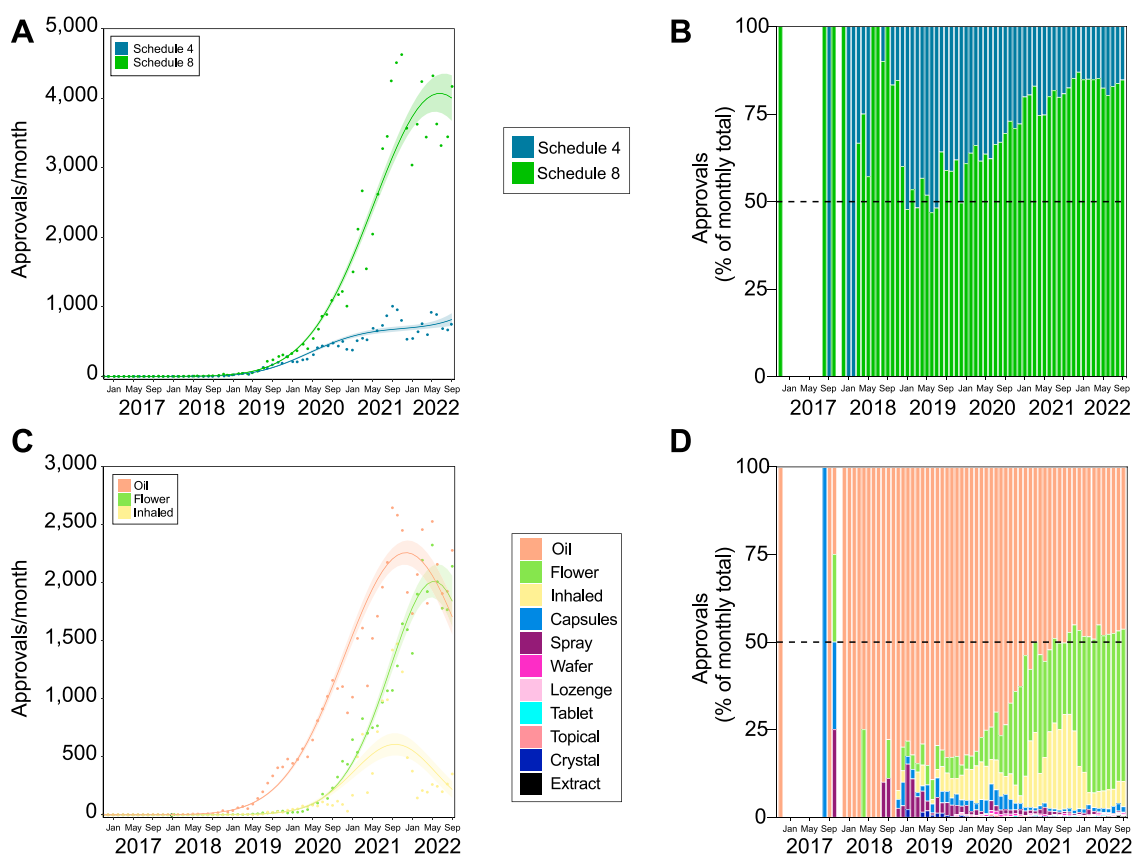 A
5,000
4,000
3,000
2,000
1,000
0
Approvals/month
Schedule 4
Schedule 8
Jan May Sep Jan May Sep Jan May Sep Jan May Sep Jan May Sep Jan May Sep
2017 2018 2019 2020 2021 2022
Schedule 4
Schedule 8
B
100
75
50
25
0
Approvals
(% of monthly total)
Jan May Sep Jan May Sep Jan May Sep Jan May Sep Jan May Sep Jan May Sep
2017 2018 2019 2020 2021 2022
C
3,000
2,500
2,000
1,500
1,000
500
0
Approvals/month
Oil
Flower
Inhaled
Jan May Sep Jan May Sep Jan May Sep Jan May Sep Jan May Sep Jan May Sep
2017 2018 2019 2020 2021 2022
Oil
Flower
Inhaled
Capsules
Spray
Wafer
Lozenge
Tablet
Topical
Crystal
Extract
D
100
75
50
25
0
Approvals
(% of monthly total)
Jan May Sep Jan May Sep Jan May Sep Jan May Sep Jan May Sep Jan May Sep
2017 2018 2019 2020 2021 2022